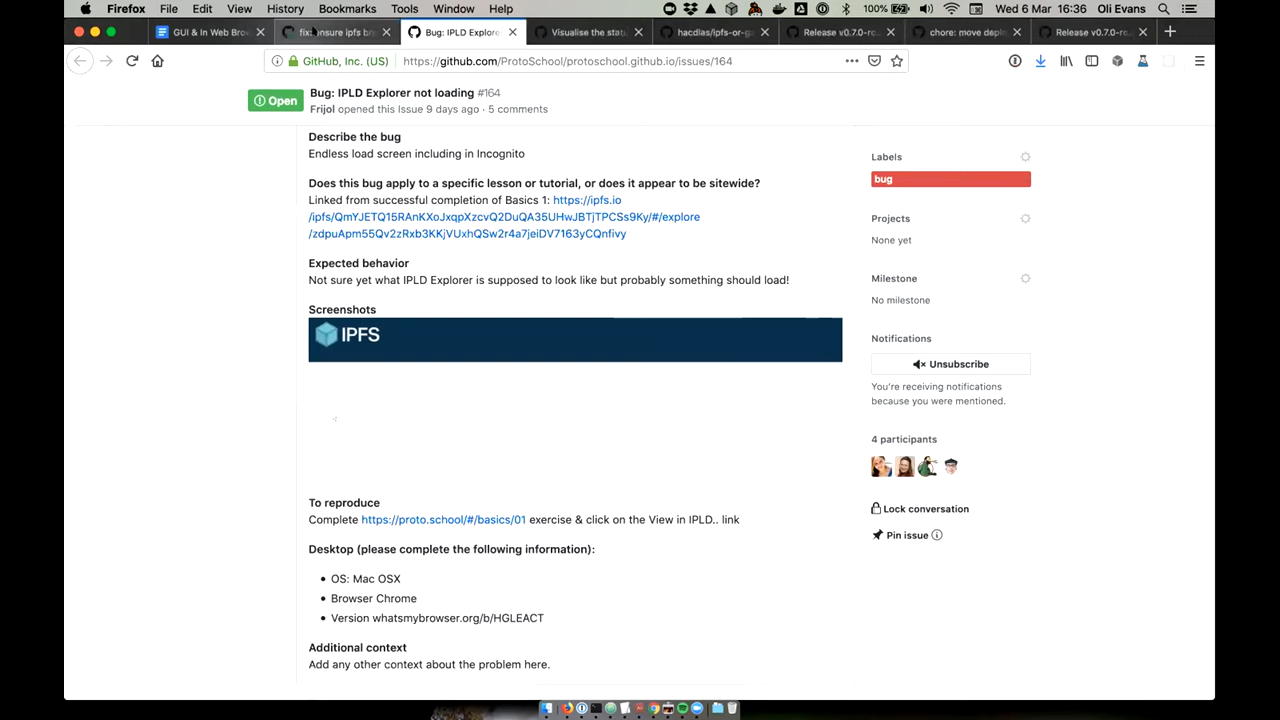 Firefox File Edit View History Bookmarks Tools Window Help 100% Wed 6 Mar 16:36 Oli Evans
GUI & In Web Brow
fix: ensure ipfs br
Bug: IPLD Explore
Visualise the statu
hacdias/ipfs-or-ga
Release v0.7.0-rc.
chore: move depl
Release v0.7.0-rc.
GitHub, Inc. (US) https://github.com/ProtoSchool/protoschool.github.io/issues/164
Open
Bug: IPLD Explorer not loading #164
Frijol opened this Issue 9 days ago · 5 comments
Describe the bug
Endless load screen including in Incognito
Does this bug apply to a specific lesson or tutorial, or does it appear to be sitewide?
Linked from successful completion of Basics 1: https://ipfs.io
/ipfs/QmYJETQ15RAnKXoJxqpXzcvQ2DuQA35UHwJBTjTPCSs9Ky/#/explore
/zdpuApm55Qv2zRxb3KKjVUxhQSw2r4a7jeiDV7163yCQnfivy
Expected behavior
Not sure yet what IPLD Explorer is supposed to look like but probably something should load!
Screenshots
IPFS
To reproduce
Complete https://proto.school/#/basics/01 exercise & click on the View in IPLD.. link
Desktop (please complete the following information):
• OS: Mac OSX
• Browser Chrome
• Version whatsmybrowser.org/b/HGLEACT
Additional context
Add any other context about the problem here.
Labels
bug
Projects
None yet
Milestone
No milestone
Notifications
Unsubscribe
You're receiving notifications
because you were mentioned.
4 participants
Lock conversation
Pin issue